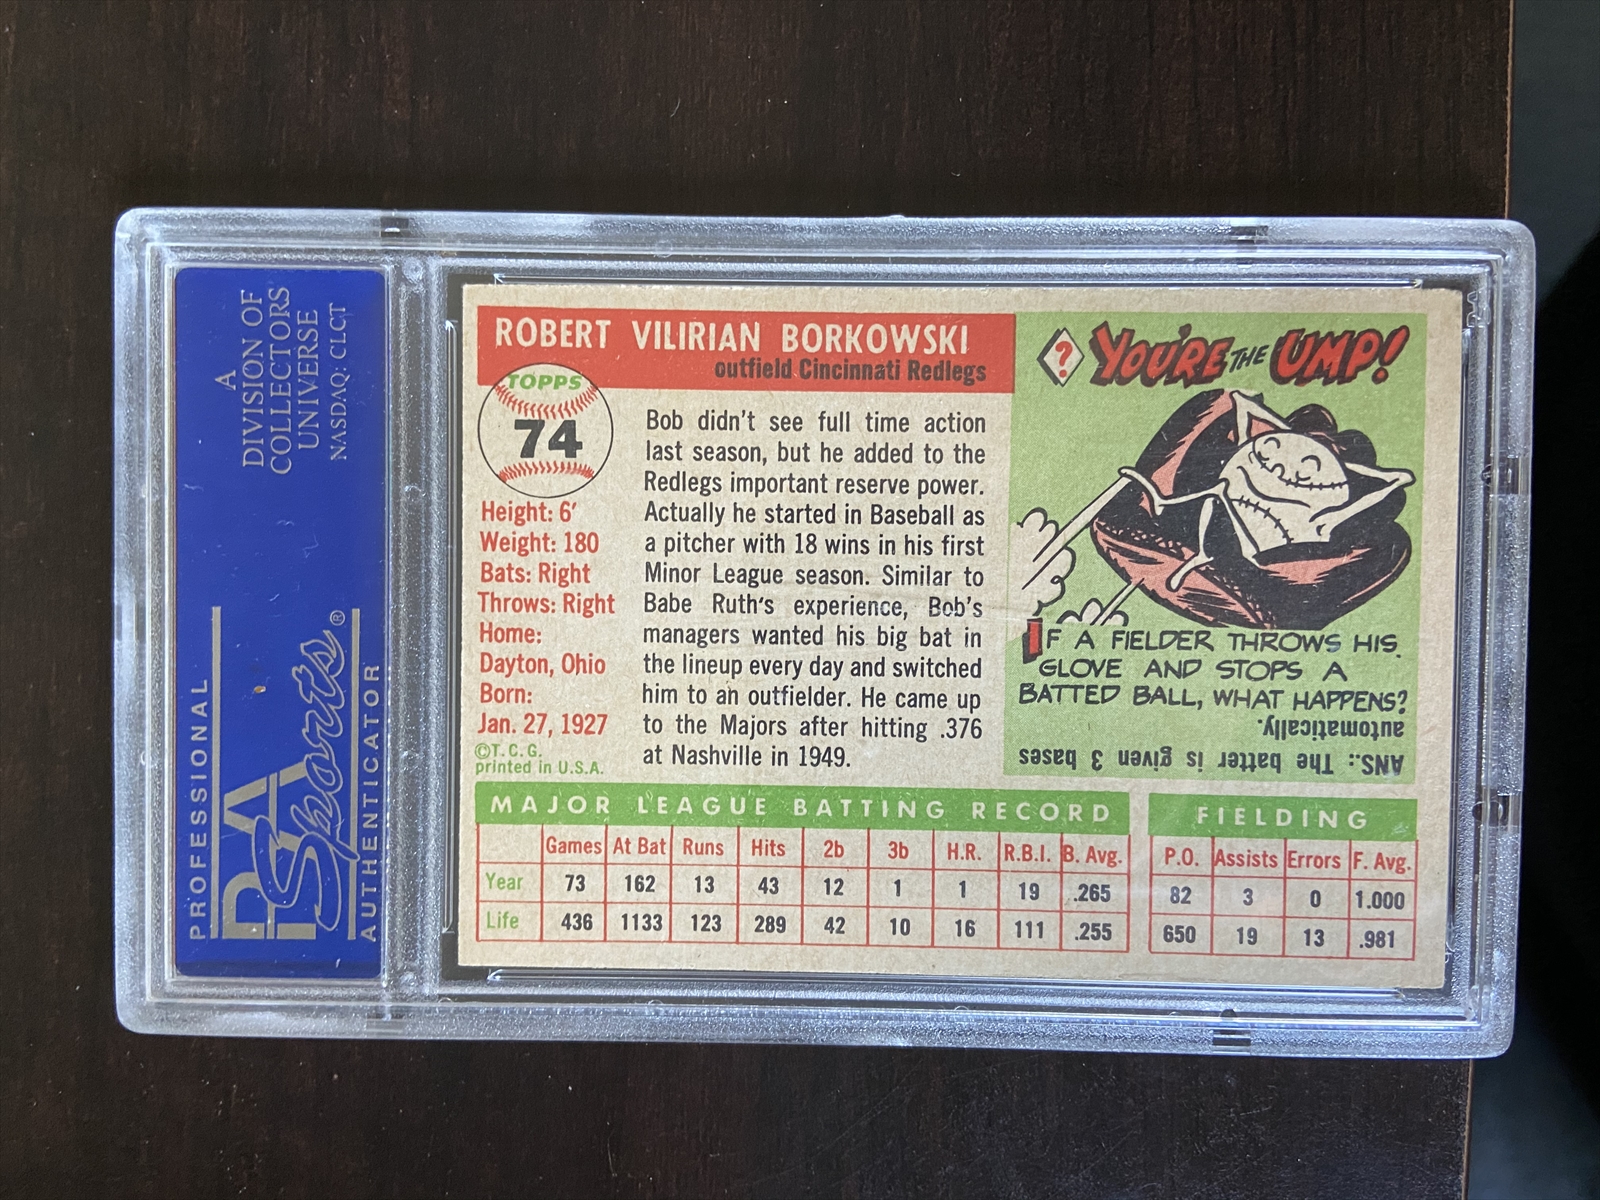 A
DIVISION OF
COLLECTORS
UNIVERSE
NASDAQ: CLCT
PROFESSIONAL
PSA
Sports®
AUTHENTICATOR
ROBERT VILIRIAN BORKOWSKI
outfield Cincinnati Redlegs
TOPPS
74
Height: 6'
Weight: 180
Bats: Right
Throws: Right
Home:
Dayton, Ohio
Born:
Jan. 27, 1927
©T.C.G.
printed in U.S.A.
Bob didn't see full time action
last season, but he added to the
Redlegs important reserve power.
Actually he started in Baseball as
a pitcher with 18 wins in his first
Minor League season. Similar to
Babe Ruth's experience, Bob's
managers wanted his big bat in
the lineup every day and switched
him to an outfielder. He came up
to the Majors after hitting .376
at Nashville in 1949.
? YOU'RE THE UMP!
IF A FIELDER THROWS HIS
GLOVE AND STOPS A
BATTED BALL, WHAT HAPPENS?
ANS.: The batter is given 3 bases
automatically.
MAJOR LEAGUE BATTING RECORD
Games At Bat Runs Hits 2b 3b H.R. R.B.I. B. Avg.
Year 73 162 13 43 12 1 1 19 .265
Life 436 1133 123 289 42 10 16 111 .255
FIELDING
P.O. Assists Errors F. Avg.
82 3 0 1.000
650 19 13 .981